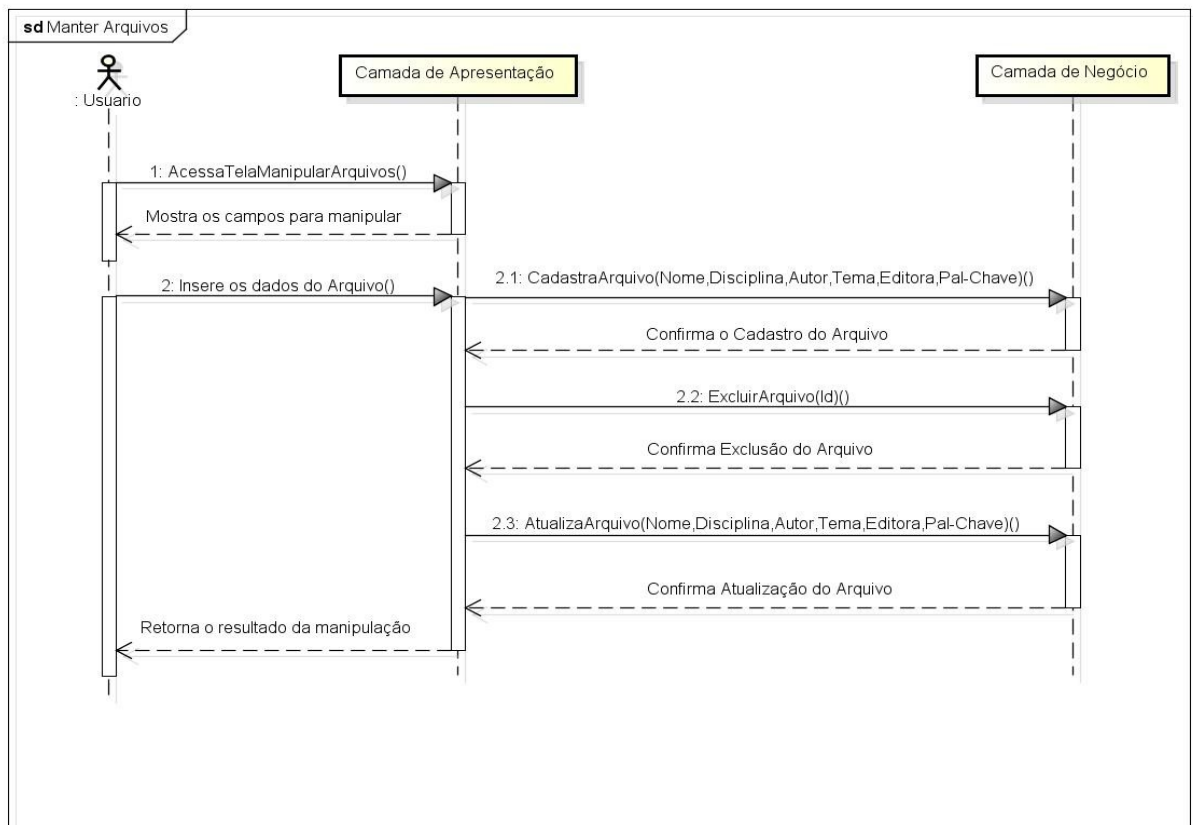 sd Manter Arquivos
: Usuario
Camada de Apresentação
Camada de Negócio
1: AcessaTelaManipularArquivos()
Mostra os campos para manipular
2: Insere os dados do Arquivo()
2.1: CadastraArquivo(Nome,Disciplina,Autor,Tema,Editora,Pal-Chave)()
Confirma o Cadastro do Arquivo
2.2: ExcluirArquivo(Id)()
Confirma Exclusão do Arquivo
2.3: AtualizaArquivo(Nome,Disciplina,Autor,Tema,Editora,Pal-Chave)()
Confirma Atualização do Arquivo
Retorna o resultado da manipulação